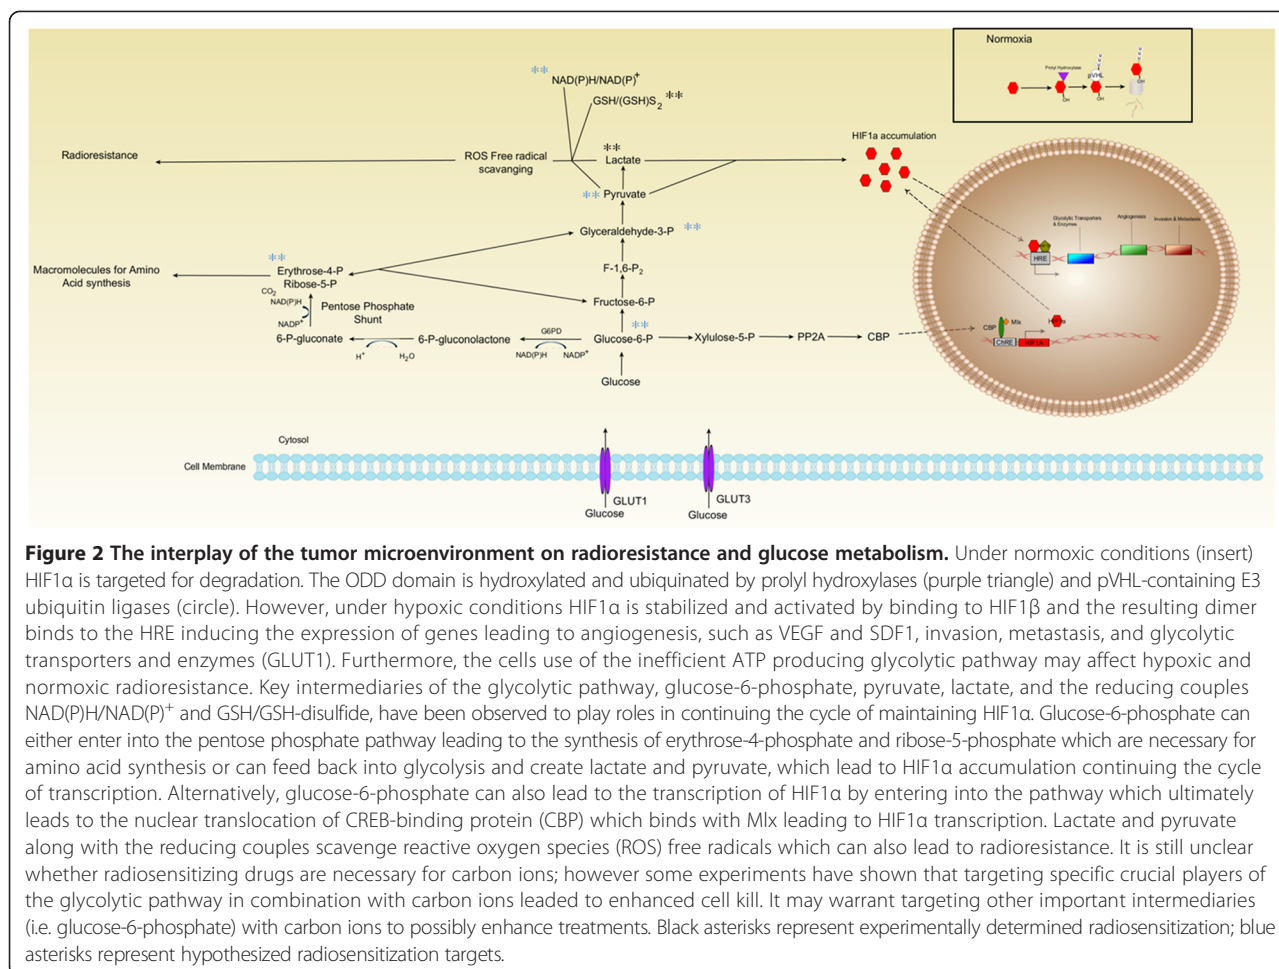 Normoxia
Prolyl Hydroxylase
pVHL
OH
OH
OH
** NAD(P)H/NAD(P)+
GSH/(GSH)S2 **
HIF1a accumulation
Radioresistance
ROS Free radical
scavanging
**
Lactate
** Pyruvate
Glyceraldehyde-3-P **
Glycolytic Transporters
& Enzymes
Angiogenesis
Invasion & Metastasis
HRE
**
Macromolecules for Amino
Acid synthesis
Erythrose-4-P
Ribose-5-P
F-1,6-P2
CO2
NAD(P)H
NADP+
Pentose Phosphate
Shunt
Fructose-6-P
**
6-P-gluconate
H+
H2O
6-P-gluconolactone
G6PD
NAD(P)H
NADP+
Glucose-6-P
Xylulose-5-P
PP2A
CBP
CBP
Mlx
HIF1a
ChRE
HIF1A
Glucose
Cytosol
Cell Membrane
GLUT1
Glucose
GLUT3
Glucose
Figure 2 The interplay of the tumor microenvironment on radioresistance and glucose metabolism. Under normoxic conditions (insert)
HIF1α is targeted for degradation. The ODD domain is hydroxylated and ubiquinated by prolyl hydroxylases (purple triangle) and pVHL-containing E3
ubiquitin ligases (circle). However, under hypoxic conditions HIF1α is stabilized and activated by binding to HIF1β and the resulting dimer
binds to the HRE inducing the expression of genes leading to angiogenesis, such as VEGF and SDF1, invasion, metastasis, and glycolytic
transporters and enzymes (GLUT1). Furthermore, the cells use of the inefficient ATP producing glycolytic pathway may affect hypoxic and
normoxic radioresistance. Key intermediaries of the glycolytic pathway, glucose-6-phosphate, pyruvate, lactate, and the reducing couples
NAD(P)H/NAD(P)+ and GSH/GSH-disulfide, have been observed to play roles in continuing the cycle of maintaining HIF1α. Glucose-6-phosphate can
either enter into the pentose phosphate pathway leading to the synthesis of erythrose-4-phosphate and ribose-5-phosphate which are necessary for
amino acid synthesis or can feed back into glycolysis and create lactate and pyruvate, which lead to HIF1α accumulation continuing the cycle
of transcription. Alternatively, glucose-6-phosphate can also lead to the transcription of HIF1α by entering into the pathway which ultimately
leads to the nuclear translocation of CREB-binding protein (CBP) which binds with Mlx leading to HIF1α transcription. Lactate and pyruvate
along with the reducing couples scavenge reactive oxygen species (ROS) free radicals which can also lead to radioresistance. It is still unclear
whether radiosensitizing drugs are necessary for carbon ions; however some experiments have shown that targeting specific crucial players of
the glycolytic pathway in combination with carbon ions leaded to enhanced cell kill. It may warrant targeting other important intermediaries
(i.e. glucose-6-phosphate) with carbon ions to possibly enhance treatments. Black asterisks represent experimentally determined radiosensitization; blue
asterisks represent hypothesized radiosensitization targets.